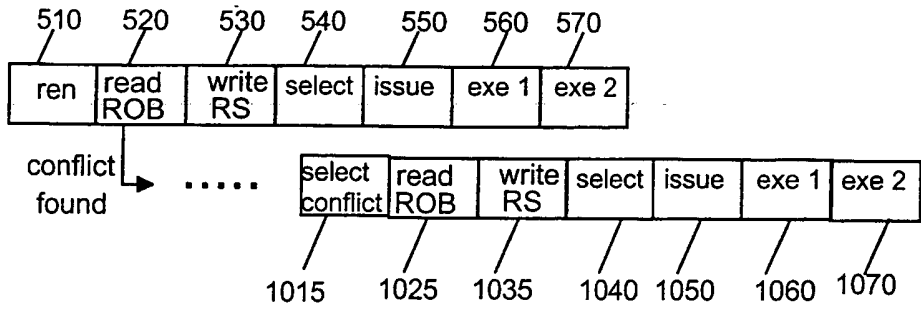 510 520 530 540 550 560 570
ren read ROB write RS select issue exe 1 exe 2
conflict found
.....
select conflict read ROB write RS select issue exe 1 exe 2
1015 1025 1035 1040 1050 1060 1070